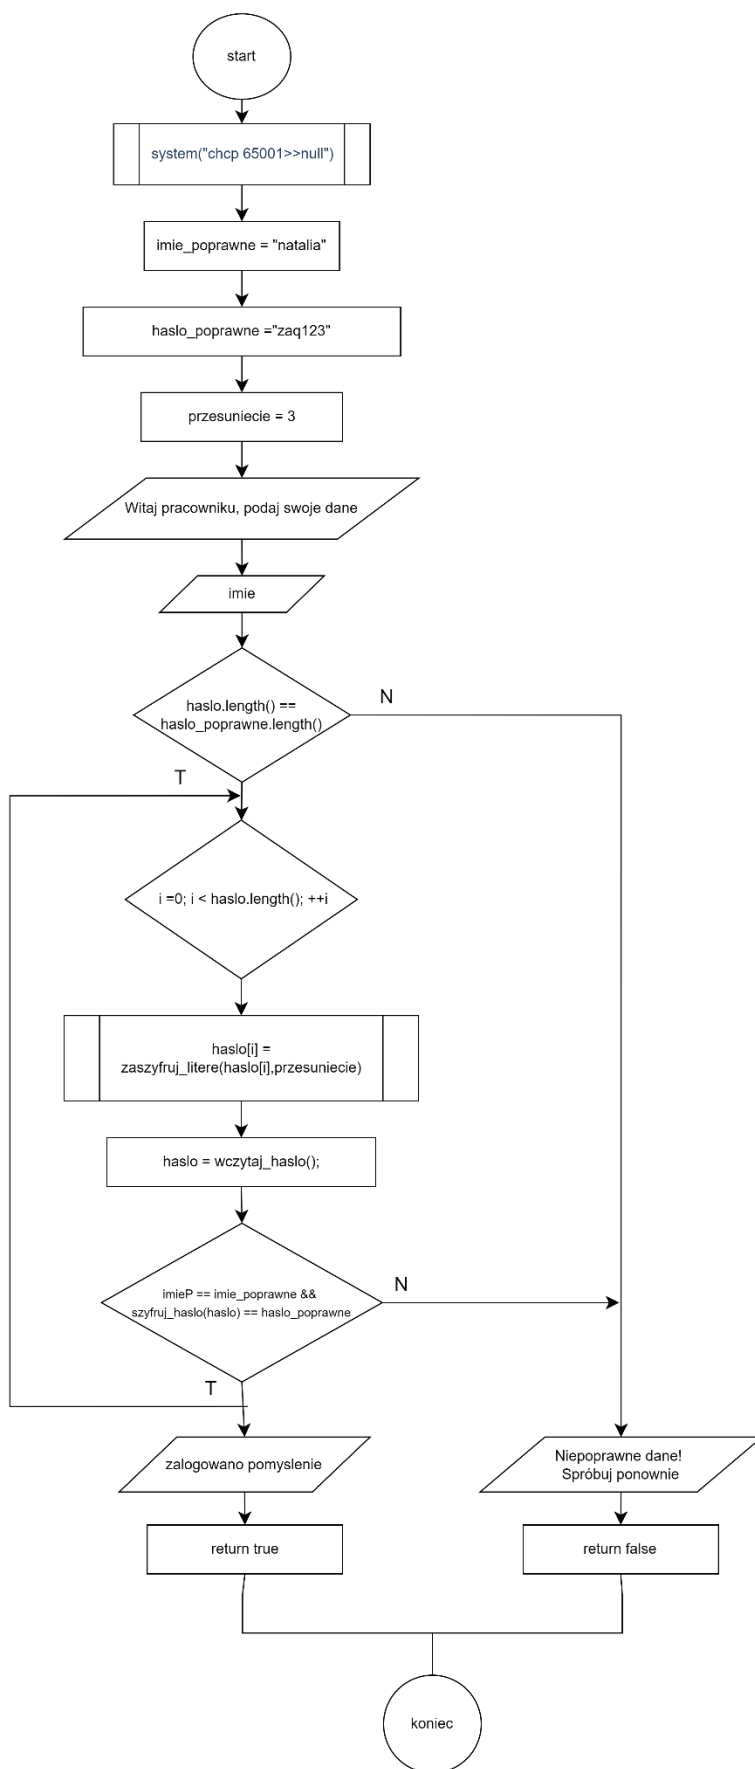 start
system("chcp 65001>>null")
imie_poprawne = "natalia"
haslo_poprawne ="zaq123"
przesuniecie = 3
Witaj pracowniku, podaj swoje dane
imie
haslo.length() ==
haslo_poprawne.length()
N
T
i =0; i < haslo.length(); ++i
haslo[i] =
zaszyfruj_litere(haslo[i],przesuniecie)
haslo = wczytaj_haslo();
imieP == imie_poprawne &&
szyfruj_haslo(haslo) == haslo_poprawne
N
T
zalogowano pomyslenie
Niepoprawne dane!
Spróbuj ponownie
return true
return false
koniec